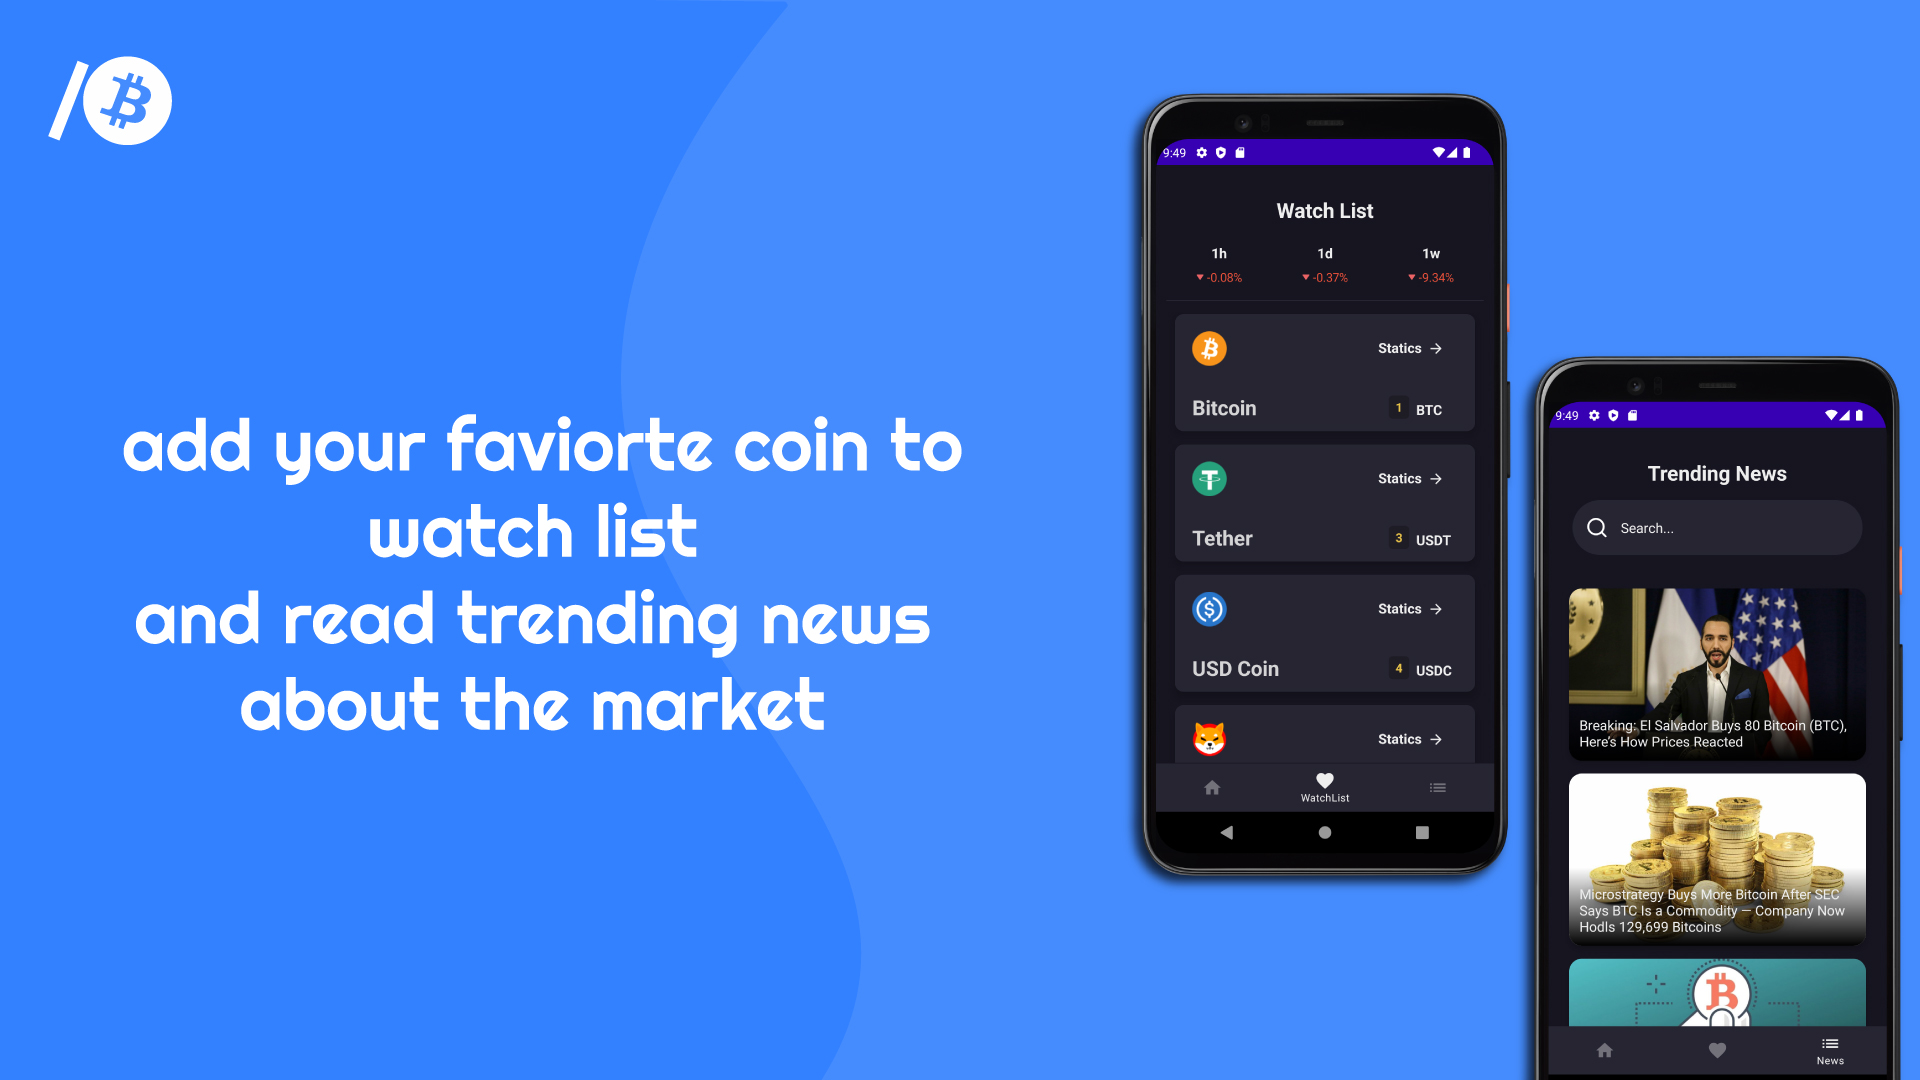 add your faviorte coin to
watch list
and read trending news
about the market
9:49
Watch List
1h 1d 1w
-0.08% -0.37% -9.34%
Statics
Bitcoin 1 BTC
Statics
Tether 3 USDT
Statics
USD Coin 4 USDC
Statics
WatchList
9:49
Trending News
Search...
Breaking: El Salvador Buys 80 Bitcoin (BTC),
Here's How Prices Reacted
Microstrategy Buys More Bitcoin After SEC
Says BTC Is a Commodity — Company Now
Hodls 129,699 Bitcoins
News